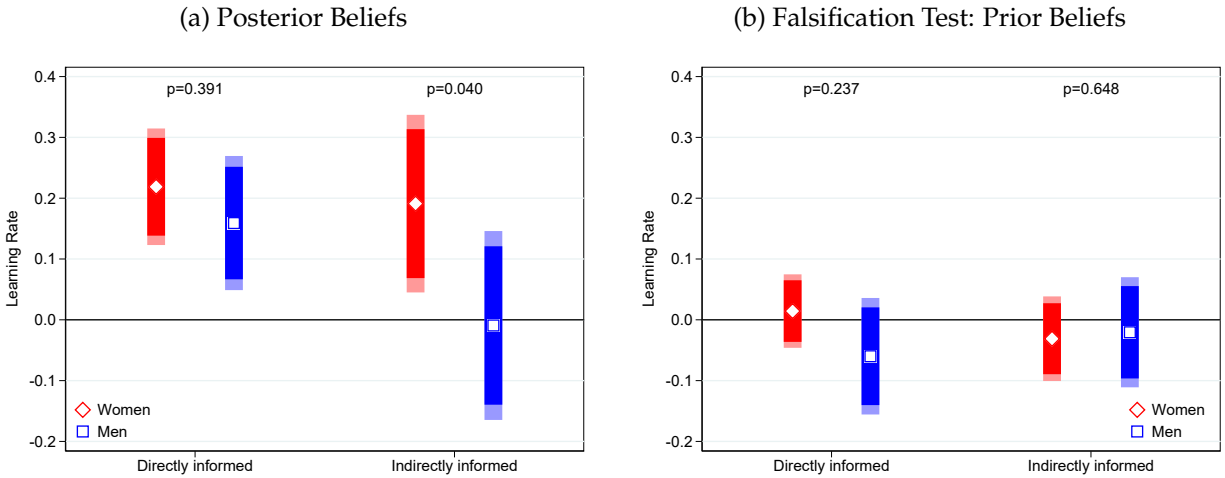 (a) Posterior Beliefs
p=0.391
p=0.040
0.4
0.3
0.2
0.1
0.0
-0.1
-0.2
Learning Rate
Women
Men
Directly informed
Indirectly informed
(b) Falsification Test: Prior Beliefs
p=0.237
p=0.648
0.4
0.3
0.2
0.1
0.0
-0.1
-0.2
Learning Rate
Women
Men
Directly informed
Indirectly informed